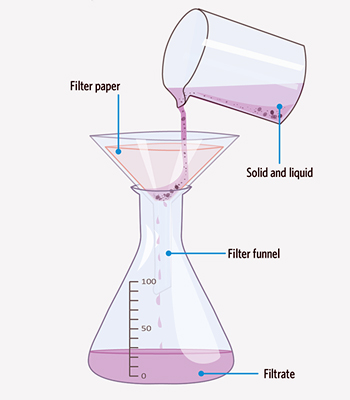 Filter paper
Solid and liquid
Filter funnel
100
50
0
Filtrate